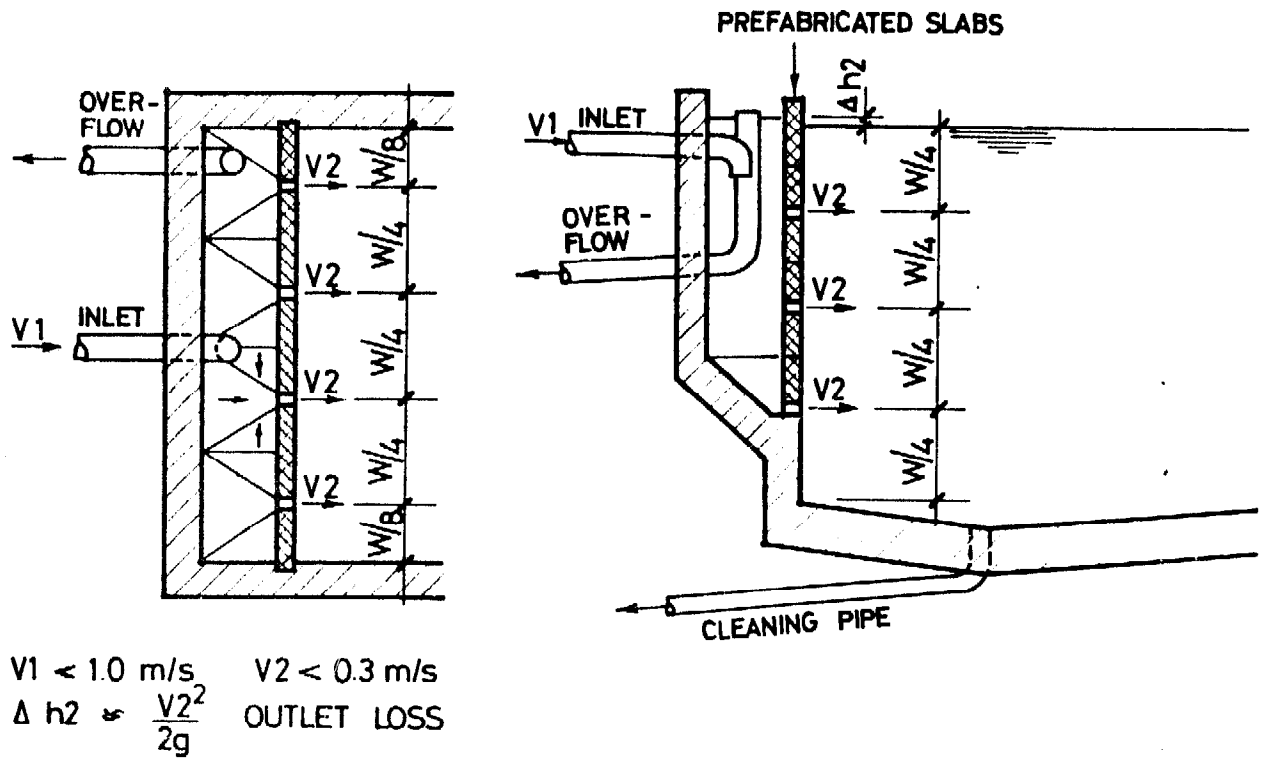 PREFABRICATED SLABS
OVER-
FLOW
V2
V2
V2
V2
W/8
W/4
W/4
W/4
W/8
V1
INLET
V1
INLET
OVER-
FLOW
Δ h2
V2
V2
V2
W/4
W/4
W/4
W/4
CLEANING PIPE
V1 < 1.0 m/s V2 < 0.3 m/s
Δ h2 ≈ V2²/2g OUTLET LOSS